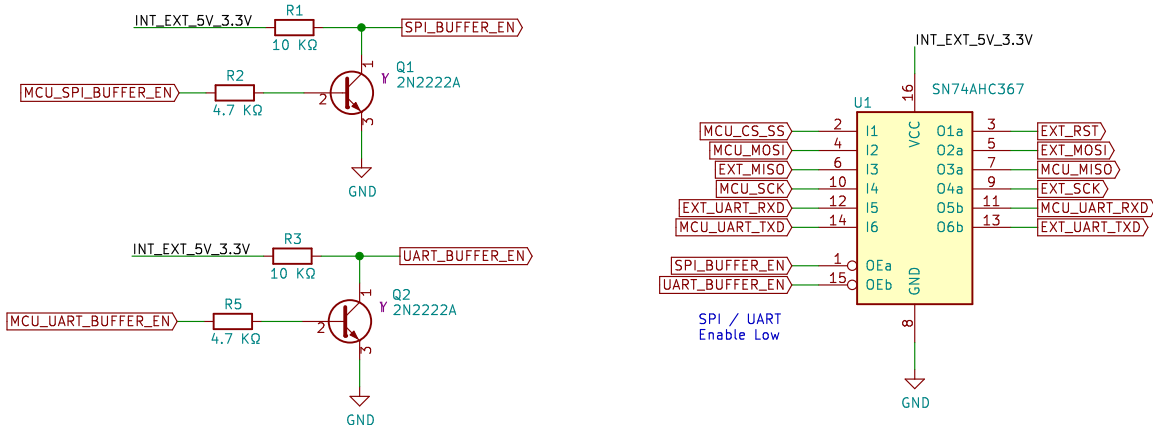 INT_EXT_5V_3.3V
R1
10 KΩ
SPI_BUFFER_EN
MCU_SPI_BUFFER_EN
R2
4.7 KΩ
1
2
3
Q1
2N2222A
GND
INT_EXT_5V_3.3V
R3
10 KΩ
UART_BUFFER_EN
MCU_UART_BUFFER_EN
R5
4.7 KΩ
1
2
3
Q2
2N2222A
GND
INT_EXT_5V_3.3V
16
SN74AHC367
U1
VCC
MCU_CS_SS 2 I1 O1a 3 EXT_RST
MCU_MOSI 4 I2 O2a 5 EXT_MOSI
EXT_MISO 6 I3 O3a 7 MCU_MISO
MCU_SCK 10 I4 O4a 9 EXT_SCK
EXT_UART_RXD 12 I5 O5b 11 MCU_UART_RXD
MCU_UART_TXD 14 I6 O6b 13 EXT_UART_TXD
SPI_BUFFER_EN 1 OEa
UART_BUFFER_EN 15 OEb
GND
8
SPI / UART
Enable Low
GND